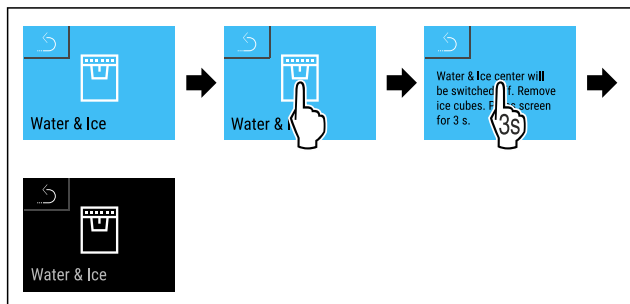 Water & Ice
Water &
Water & Ice center will
be switched f. Remove
ice cubes. P s screen
for 3 s.
3s
Water & Ice